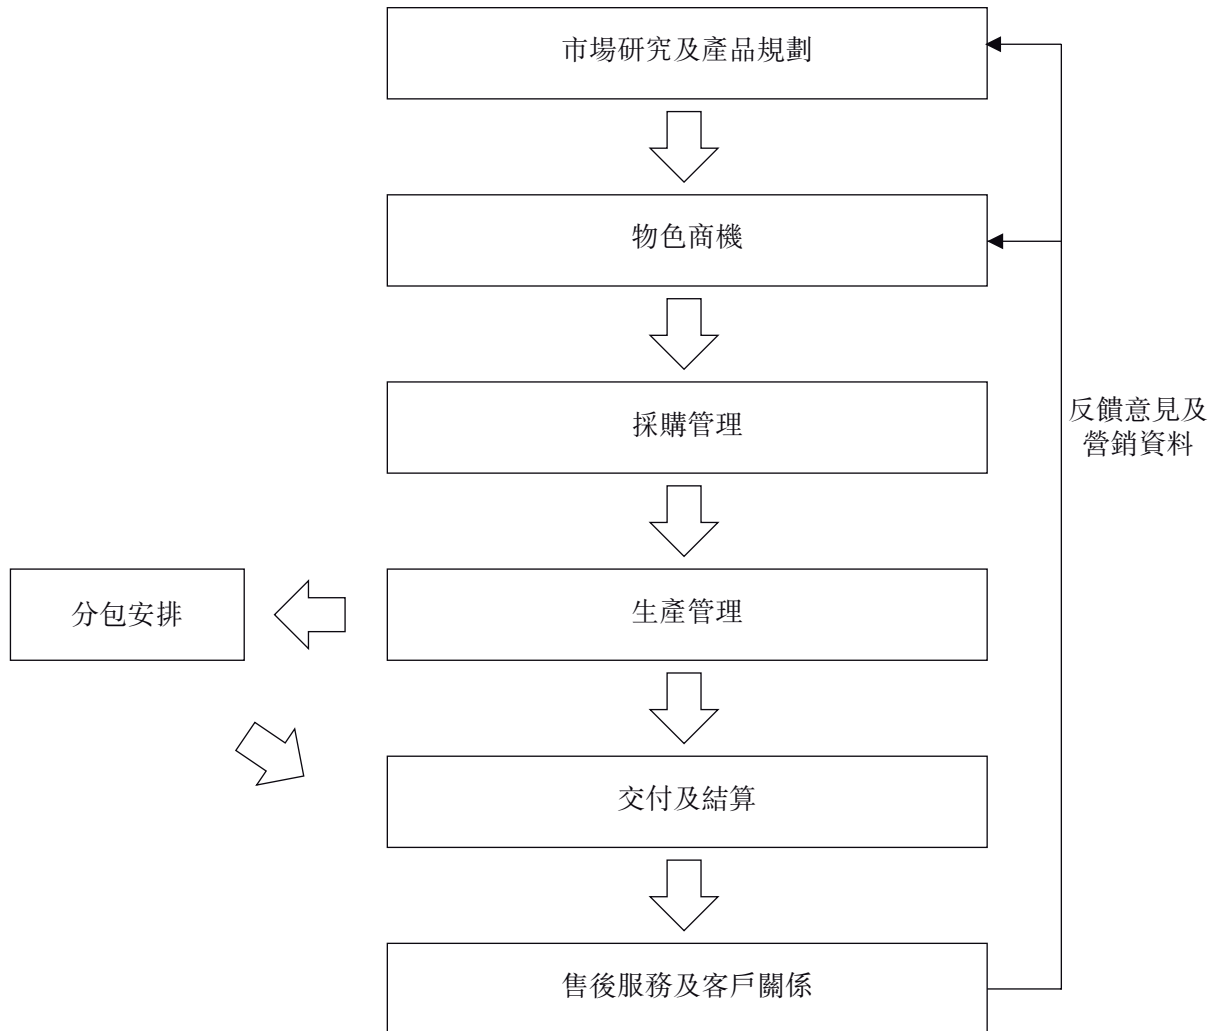 市場研究及產品規劃
物色商機
採購管理
反饋意見及
營銷資料
分包安排
生產管理
交付及結算
售後服務及客戶關係